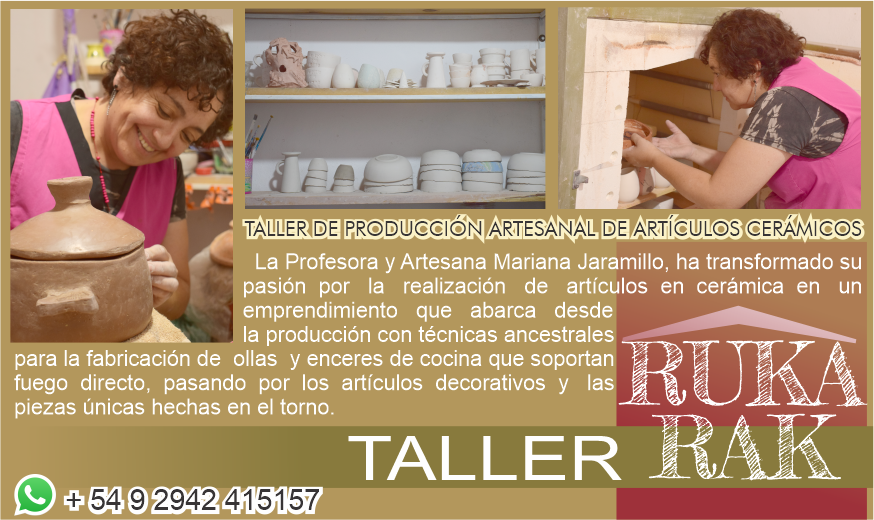 TALLER DE PRODUCCIÓN ARTESANAL DE ARTÍCULOS CERÁMICOS
La Profesora y Artesana Mariana Jaramillo, ha transformado su
pasión por la realización de artículos en cerámica en un
emprendimiento que abarca desde
la producción con técnicas ancestrales
para la fabricación de ollas y enceres de cocina que soportan
fuego directo, pasando por los artículos decorativos y las
piezas únicas hechas en el torno.
RUKA
RAK
TALLER
+ 54 9 2942 415157